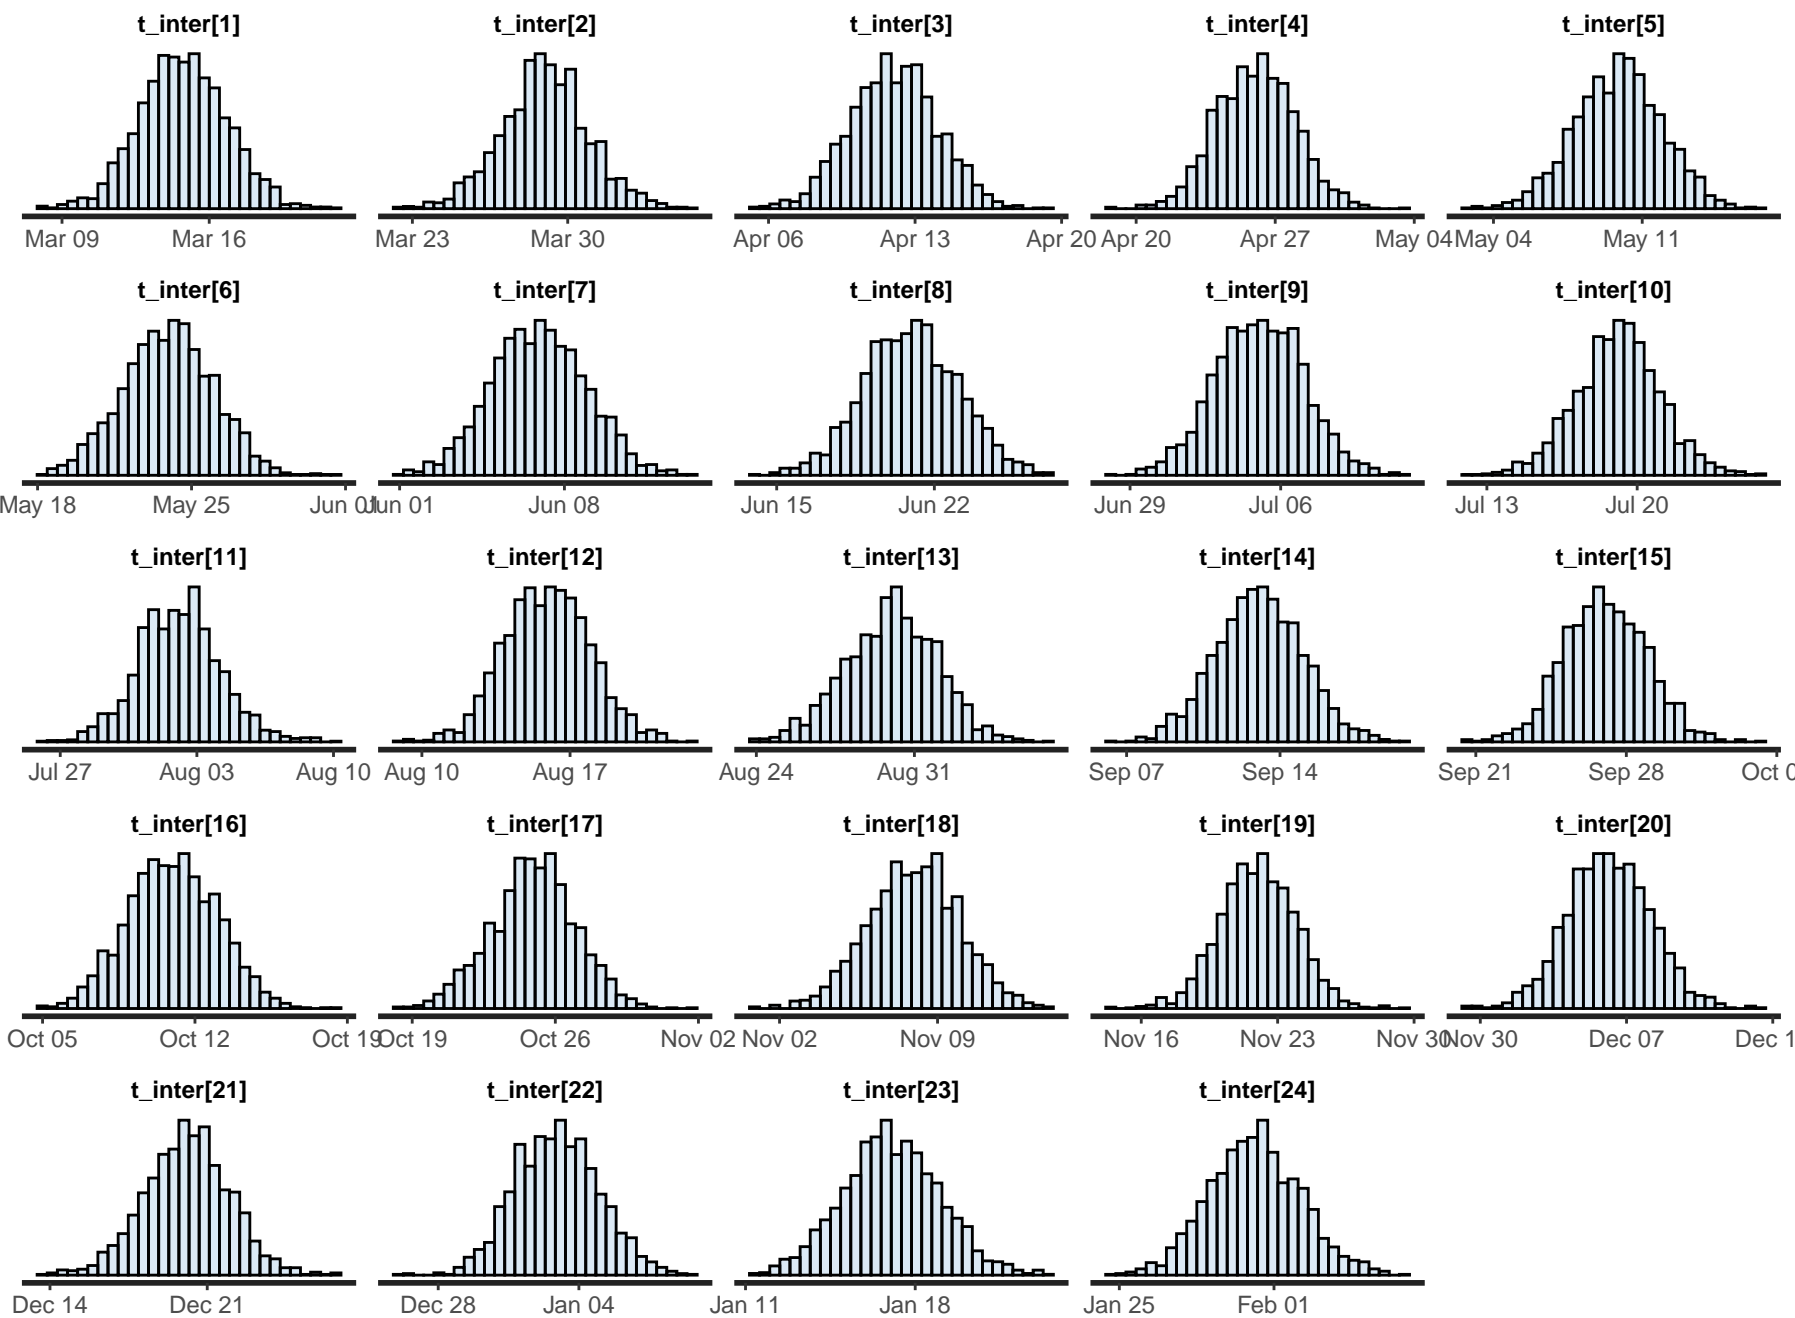 t_inter[1] t_inter[2] t_inter[3] t_inter[4] t_inter[5]
Mar 09 Mar 16 Mar 23 Mar 30 Apr 06 Apr 13 Apr 20 Apr 20 Apr 27 May 04 May 04 May 11
t_inter[6] t_inter[7] t_inter[8] t_inter[9] t_inter[10]
May 18 May 25 Jun 01 Jun 01 Jun 08 Jun 15 Jun 22 Jun 29 Jul 06 Jul 13 Jul 20
t_inter[11] t_inter[12] t_inter[13] t_inter[14] t_inter[15]
Jul 27 Aug 03 Aug 10 Aug 10 Aug 17 Aug 24 Aug 31 Sep 07 Sep 14 Sep 21 Sep 28 Oct 0
t_inter[16] t_inter[17] t_inter[18] t_inter[19] t_inter[20]
Oct 05 Oct 12 Oct 19 Oct 19 Oct 26 Nov 02 Nov 02 Nov 09 Nov 16 Nov 23 Nov 30 Nov 30 Dec 07 Dec 1
t_inter[21] t_inter[22] t_inter[23] t_inter[24]
Dec 14 Dec 21 Dec 28 Jan 04 Jan 11 Jan 18 Jan 25 Feb 01